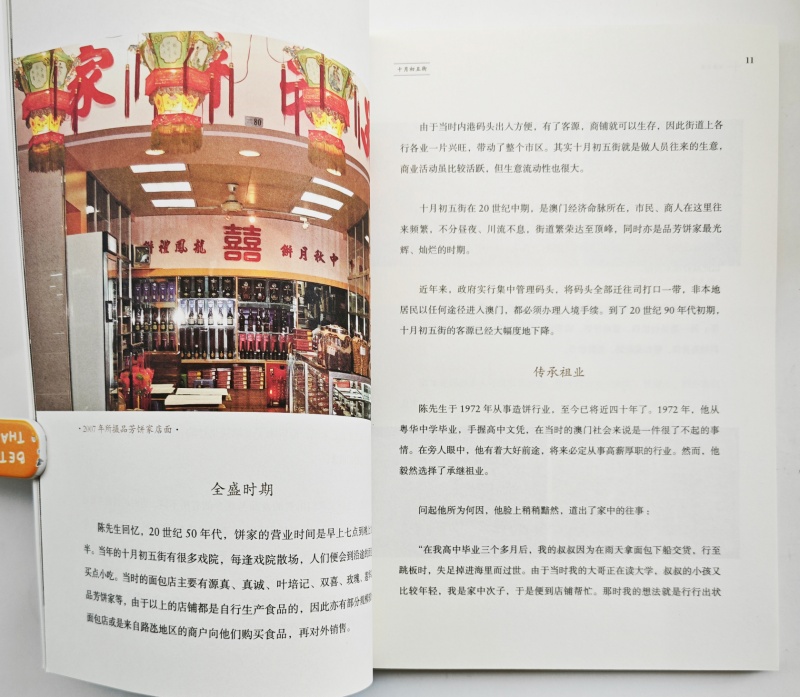 家 餅
80
中秋月餅 囍 龍鳳禮餅
·2007年所摄品芳饼家店面·
全盛时期
陈先生回忆，20世纪50年代，饼家的营业时间是早上七点到晚上
半。当年的十月初五街有很多戏院，每逢戏院散场，人们便会到沿途的
买点小吃。当时的面包店主要有源真、真诚、叶培记、双喜、玫瑰、
品芳饼家等，由于以上的店铺都是自行生产食品的，因此亦有部分
面包店或是来自路氹地区的商户向他们购买食品，再对外销售。
BET
THA
十月初五街
11
由于当时内港码头出入方便，有了客源，商铺就可以生存，因此街道上各
行各业一片兴旺，带动了整个市区。其实十月初五街就是做人员往来的生意，
商业活动虽比较活跃，但生意流动性也很大。
十月初五街在20世纪中期，是澳门经济命脉所在，市民、商人在这里往
来频繁，不分昼夜、川流不息，街道繁荣达至顶峰，同时亦是品芳饼家最光
辉、灿烂的时期。
近年来，政府实行集中管理码头，将码头全部迁往司打口一带，非本地
居民以任何途径进入澳门，都必须办理入境手续。到了20世纪90年代初期，
十月初五街的客源已经大幅度地下降。
传承祖业
陈先生于1972年从事造饼行业，至今已将近四十年了。1972年，他从
粤华中学毕业，手握高中文凭，在当时的澳门社会来说是一件很了不起的事
情。在旁人眼中，他有着大好前途，将来必定从事高薪厚职的行业。然而，他
毅然选择了承继祖业。
问起他所为何因，他脸上稍稍黯然，道出了家中的往事：
“在我高中毕业三个多月后，我的叔叔因为在雨天拿面包下船交货，行至
跳板时，失足掉进海里而过世。由于当时我的大哥正在读大学，叔叔的小孩又
比较年轻，我是家中次子，于是便到店铺帮忙。那时我的想法就是行行出状